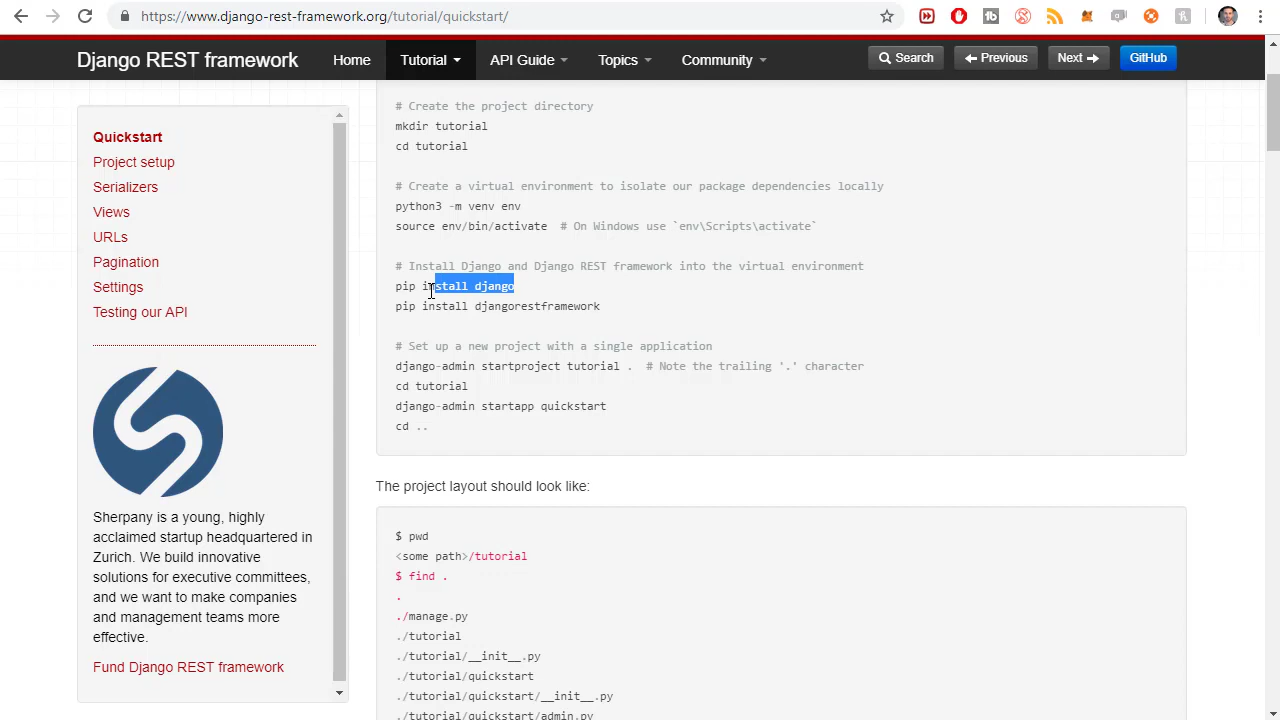 https://www.django-rest-framework.org/tutorial/quickstart/
Django REST framework
Home
Tutorial
API Guide
Topics
Community
Search
Previous
Next
GitHub
Quickstart
Project setup
Serializers
Views
URLs
Pagination
Settings
Testing our API
Sherpany is a young, highly
acclaimed startup headquartered in
Zurich. We build innovative
solutions for executive committees,
and we want to make companies
and management teams more
effective.
Fund Django REST framework
# Create the project directory
mkdir tutorial
cd tutorial
# Create a virtual environment to isolate our package dependencies locally
python3 -m venv env
source env/bin/activate  # On Windows use `env\Scripts\activate`
# Install Django and Django REST framework into the virtual environment
pip install django
pip install djangorestframework
# Set up a new project with a single application
django-admin startproject tutorial .  # Note the trailing '.' character
cd tutorial
django-admin startapp quickstart
cd ..
The project layout should look like:
$ pwd
<some path>/tutorial
$ find .
.
./manage.py
./tutorial
./tutorial/__init__.py
./tutorial/quickstart
./tutorial/quickstart/__init__.py
./tutorial/quickstart/admin.py